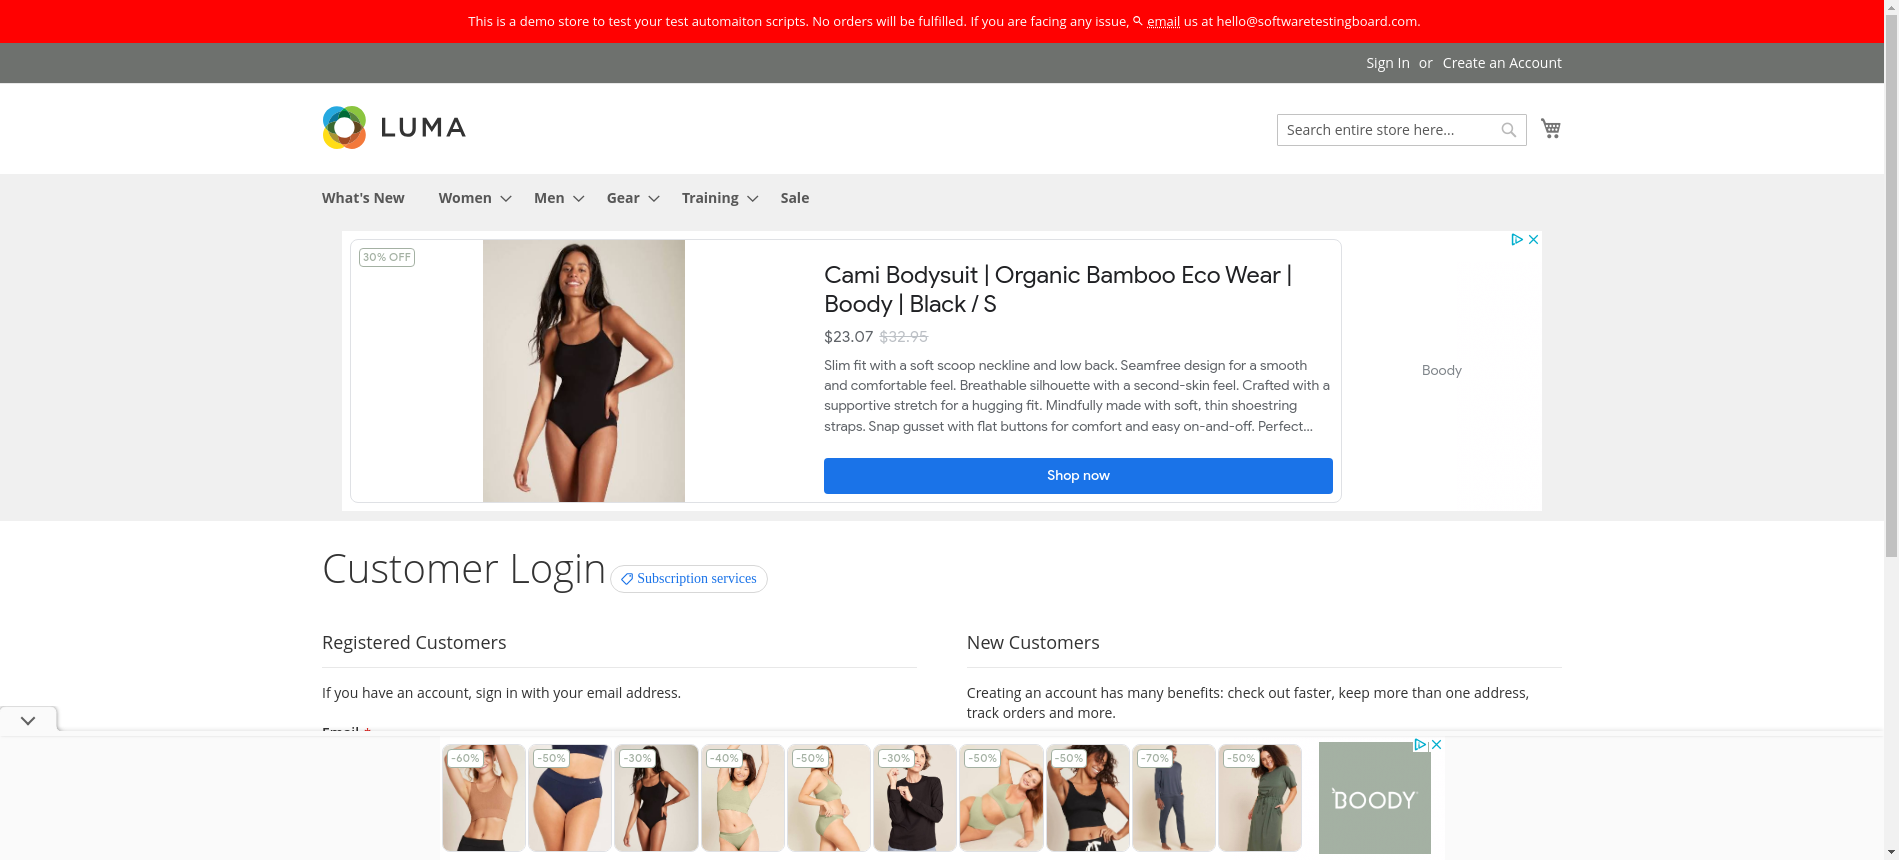 This is a demo store to test your test automaiton scripts. No orders will be fulfilled. If you are facing any issue, email us at hello@softwaretestingboard.com.
Sign In or Create an Account
LUMA
Search entire store here...
What's New Women Men Gear Training Sale
30% OFF
Cami Bodysuit | Organic Bamboo Eco Wear |
Boody | Black / S
$23.07 $32.95
Slim fit with a soft scoop neckline and low back. Seamfree design for a smooth
and comfortable feel. Breathable silhouette with a second-skin feel. Crafted with a
supportive stretch for a hugging fit. Mindfully made with soft, thin shoestring
straps. Snap gusset with flat buttons for comfort and easy on-and-off. Perfect...
Shop now
Boody
Customer Login
Subscription services
Registered Customers
If you have an account, sign in with your email address.
Email *
New Customers
Creating an account has many benefits: check out faster, keep more than one address,
track orders and more.
-60% -50% -30% -40% -50% -30% -50% -50% -70% -50%
BOODY